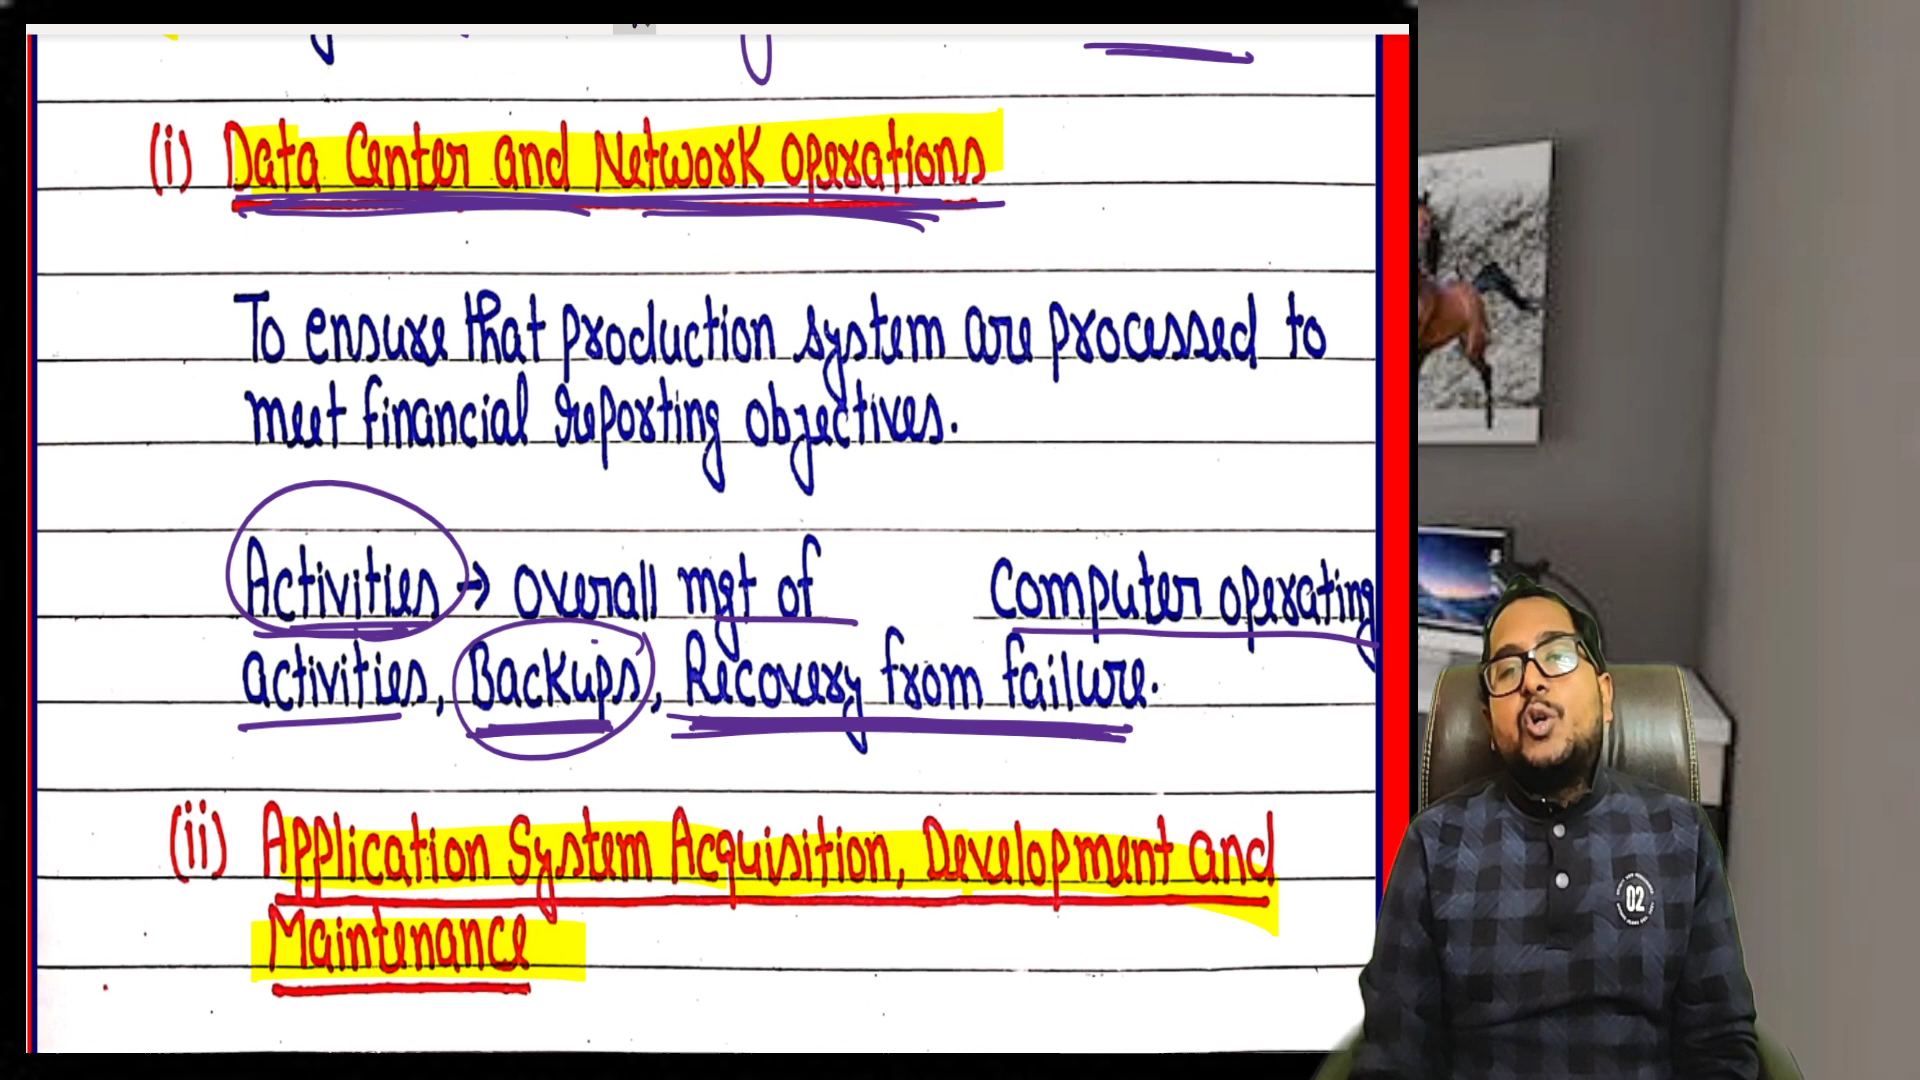 (i) Data Center and Network operations
To ensure that production system are processed to
meet financial reporting objectives.
Activities → overall mgt of Computer operating
activities, Backups, Recovery from failure.
(ii) Application System Acquisition, Development and
Maintenance
02